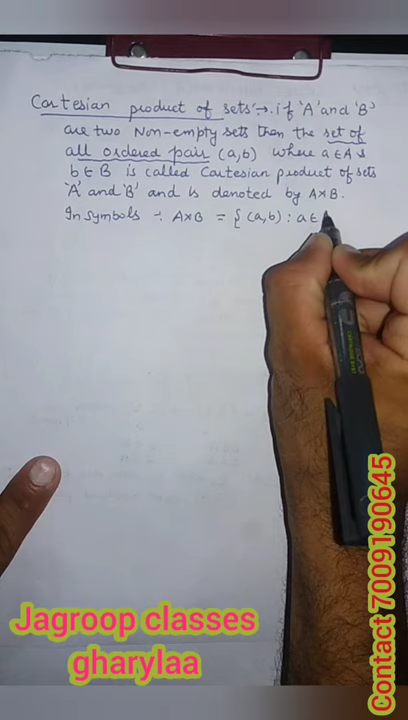 Cartesian product of sets :→ if 'A' and 'B'
are two Non-empty sets then the set of
all ordered pair (a,b) where a∈A &
b∈B is called Cartesian product of sets
'A' and 'B' and is denoted by A×B.
In symbols :- A×B = { (a,b) : a∈
Jagroop classes
gharylaa
Contact 7009190645